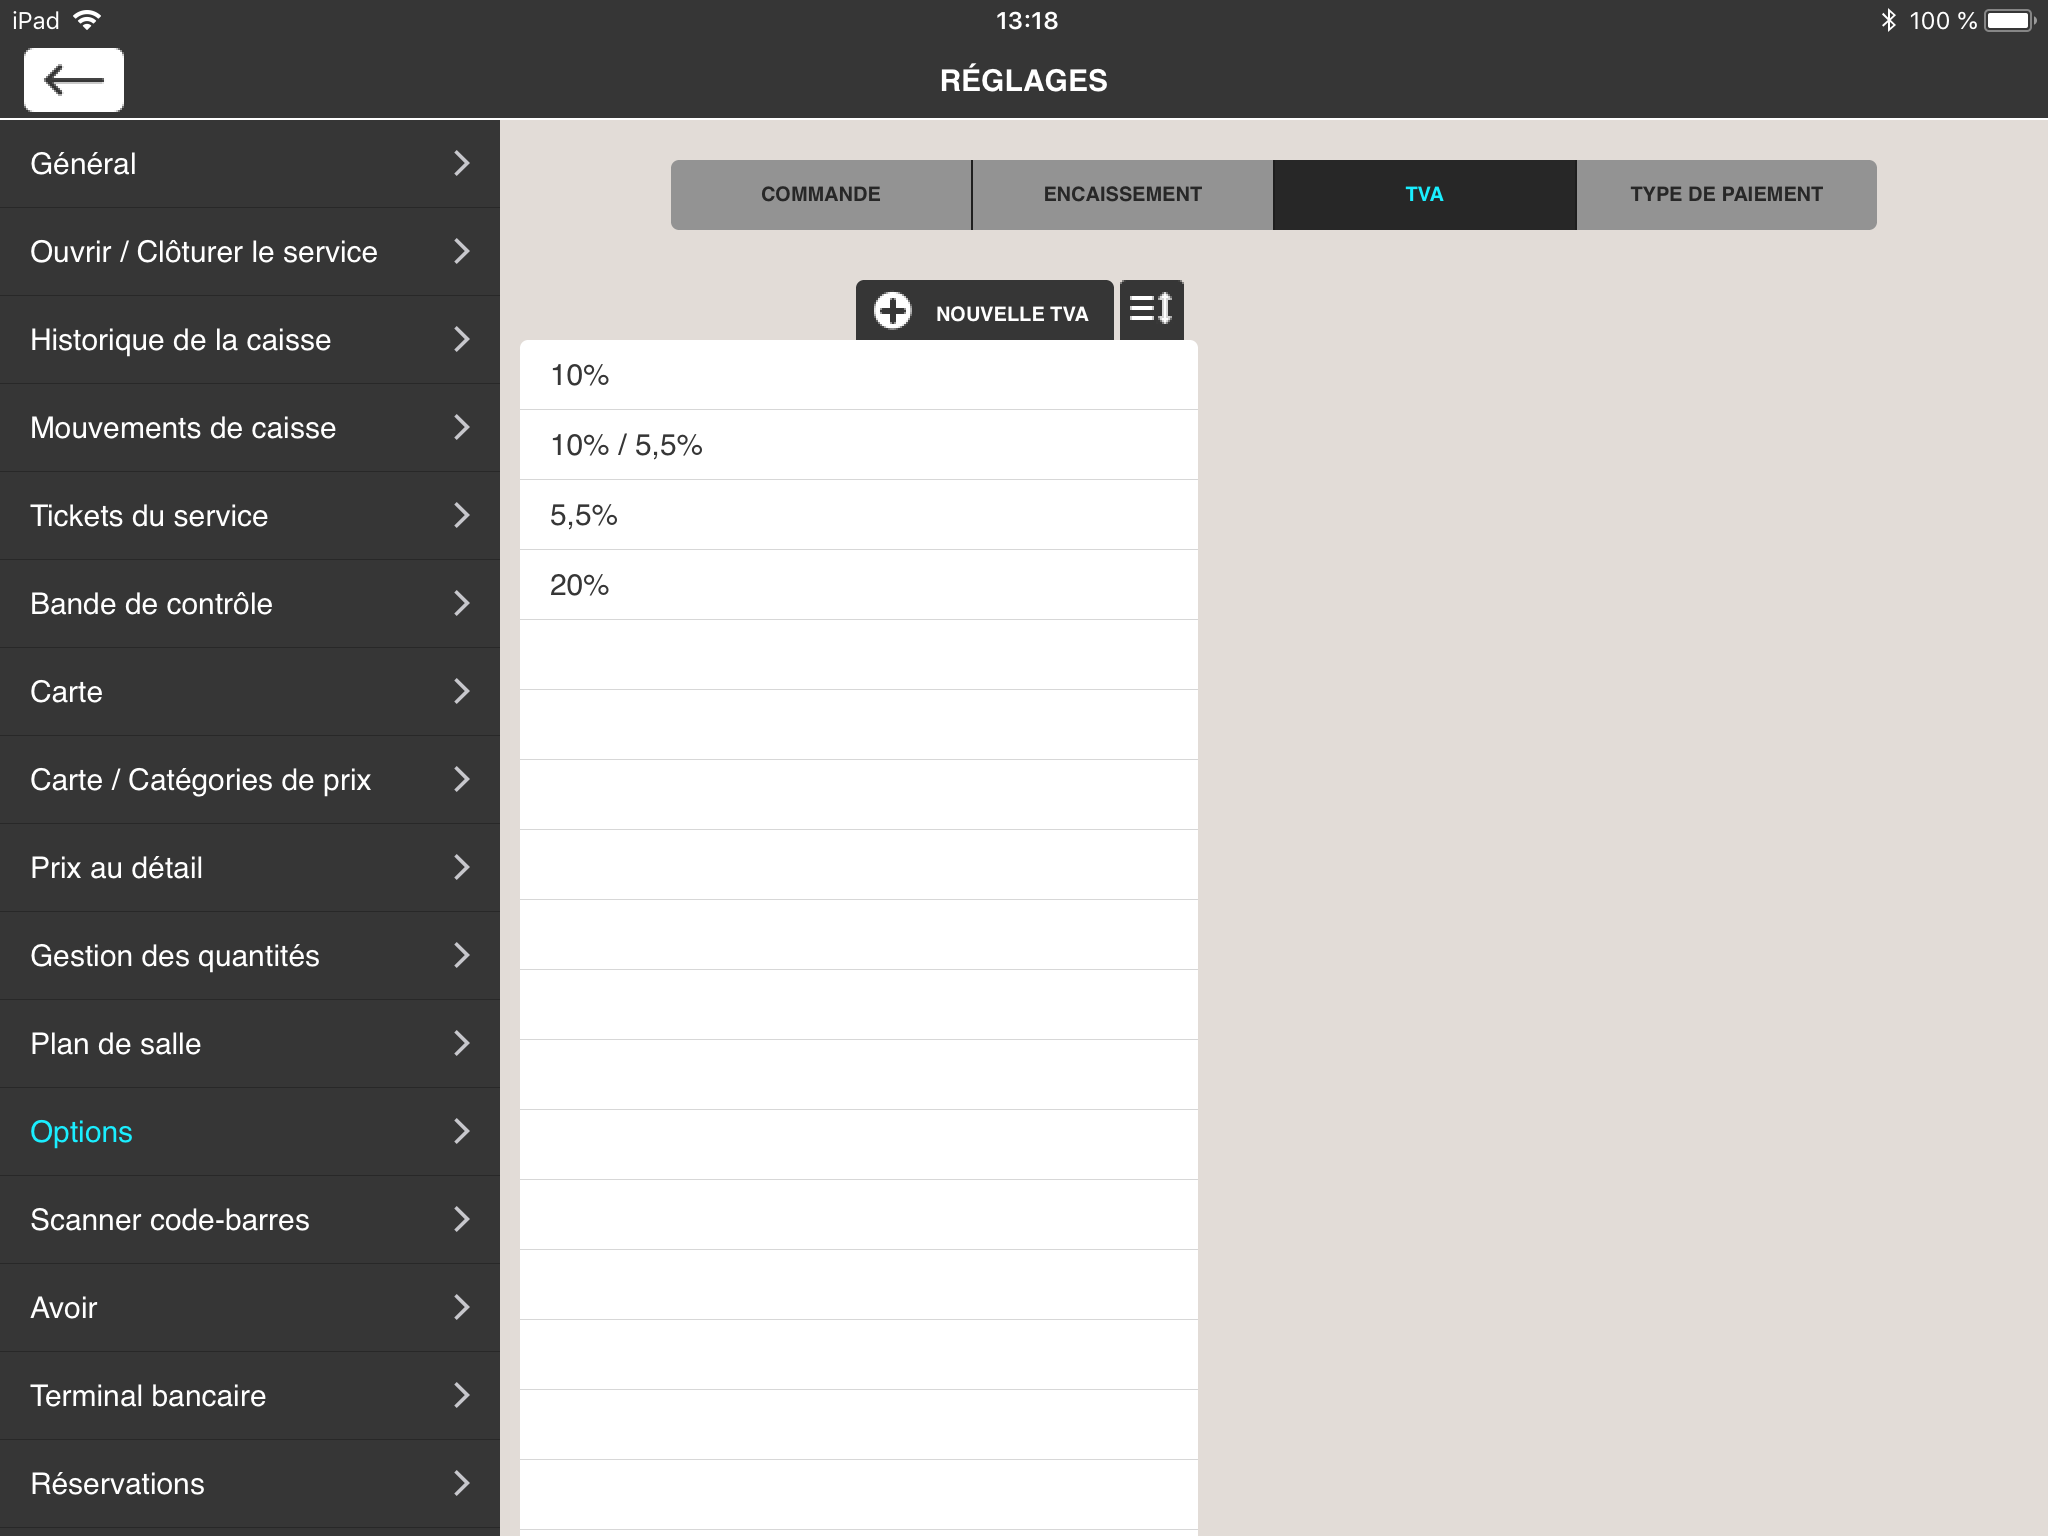 iPad
13:18
100 %
RÉGLAGES
Général
Ouvrir / Clôturer le service
Historique de la caisse
Mouvements de caisse
Tickets du service
Bande de contrôle
Carte
Carte / Catégories de prix
Prix au détail
Gestion des quantités
Plan de salle
Options
Scanner code-barres
Avoir
Terminal bancaire
Réservations
COMMANDE
ENCAISSEMENT
TVA
TYPE DE PAIEMENT
NOUVELLE TVA
10%
10% / 5,5%
5,5%
20%